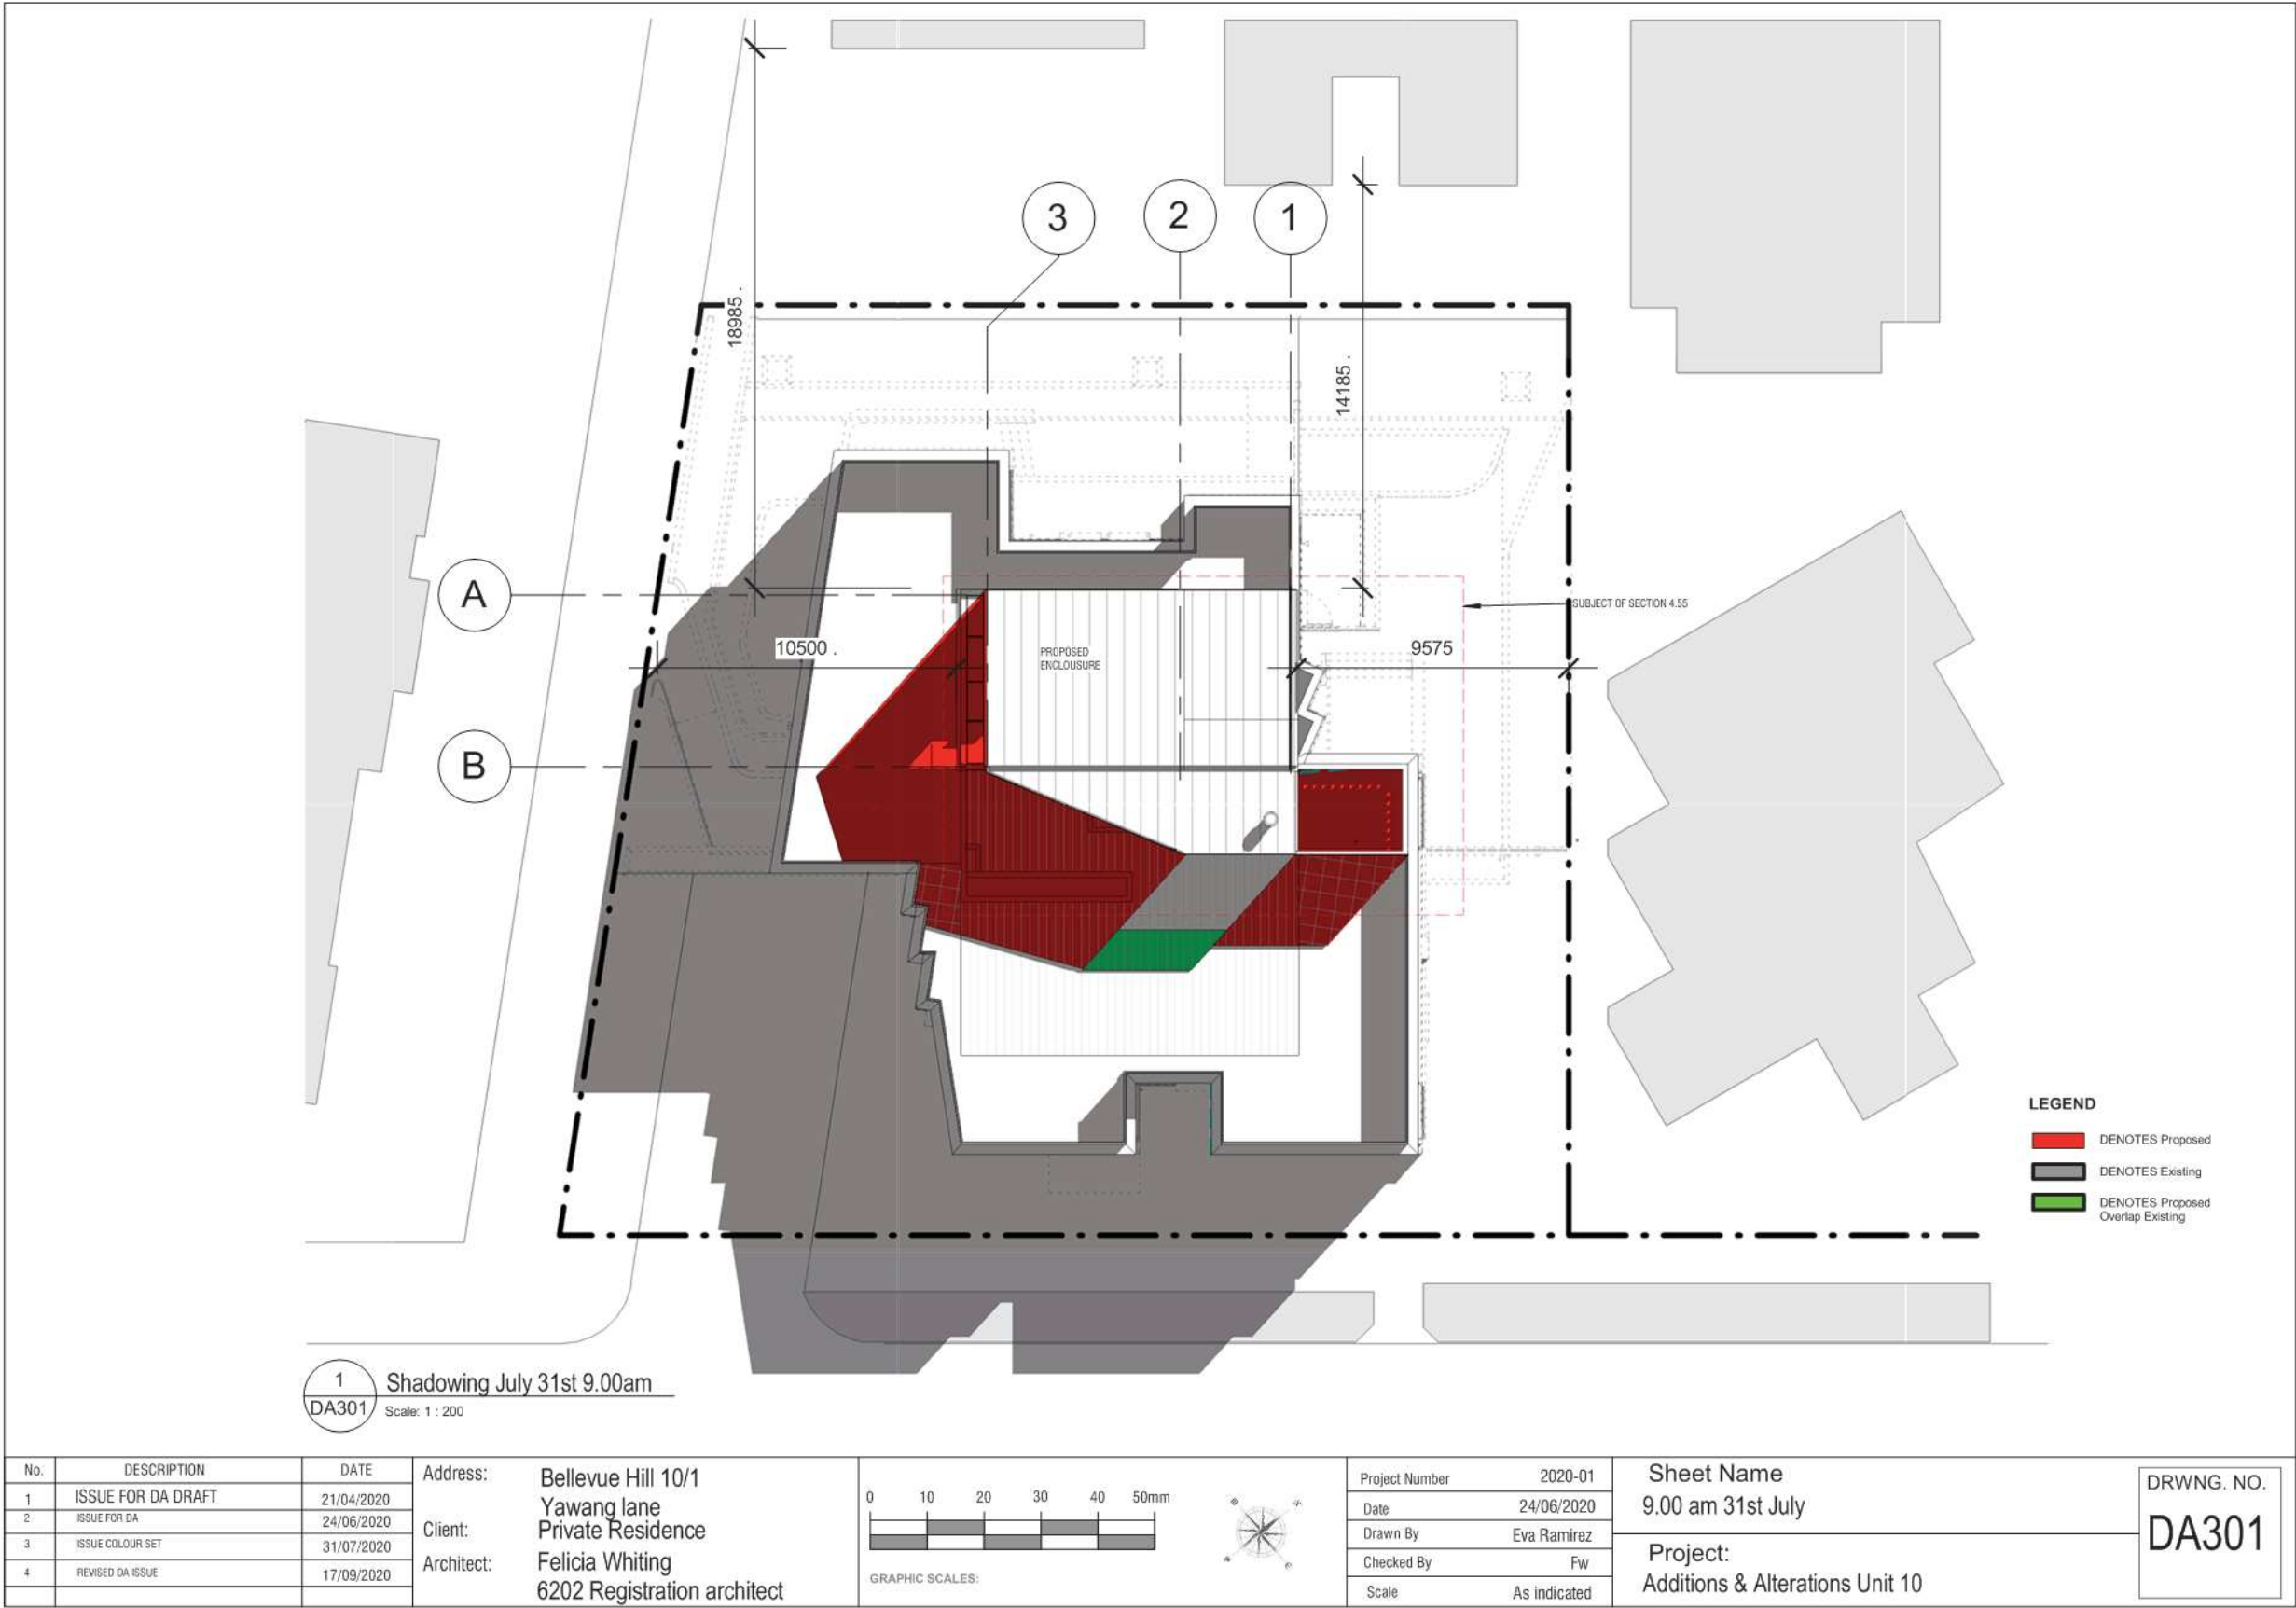 3
2
1
18985 .
14185 .
A
SUBJECT OF SECTION 4.55
10500 .
PROPOSED
ENCLOUSURE
9575
B
LEGEND
DENOTES Proposed
DENOTES Existing
DENOTES Proposed
Overlap Existing
1
DA301
Shadowing July 31st 9.00am
Scale: 1 : 200
No. DESCRIPTION DATE
1 ISSUE FOR DA DRAFT 21/04/2020
2 ISSUE FOR DA 24/06/2020
3 ISSUE COLOUR SET 31/07/2020
4 REVISED DA ISSUE 17/09/2020
Address: Bellevue Hill 10/1
Yawang lane
Client: Private Residence
Architect: Felicia Whiting
6202 Registration architect
0 10 20 30 40 50mm
GRAPHIC SCALES:
Project Number 2020-01
Date 24/06/2020
Drawn By Eva Ramirez
Checked By Fw
Scale As indicated
Sheet Name
9.00 am 31st July
Project:
Additions & Alterations Unit 10
DRWNG. NO.
DA301